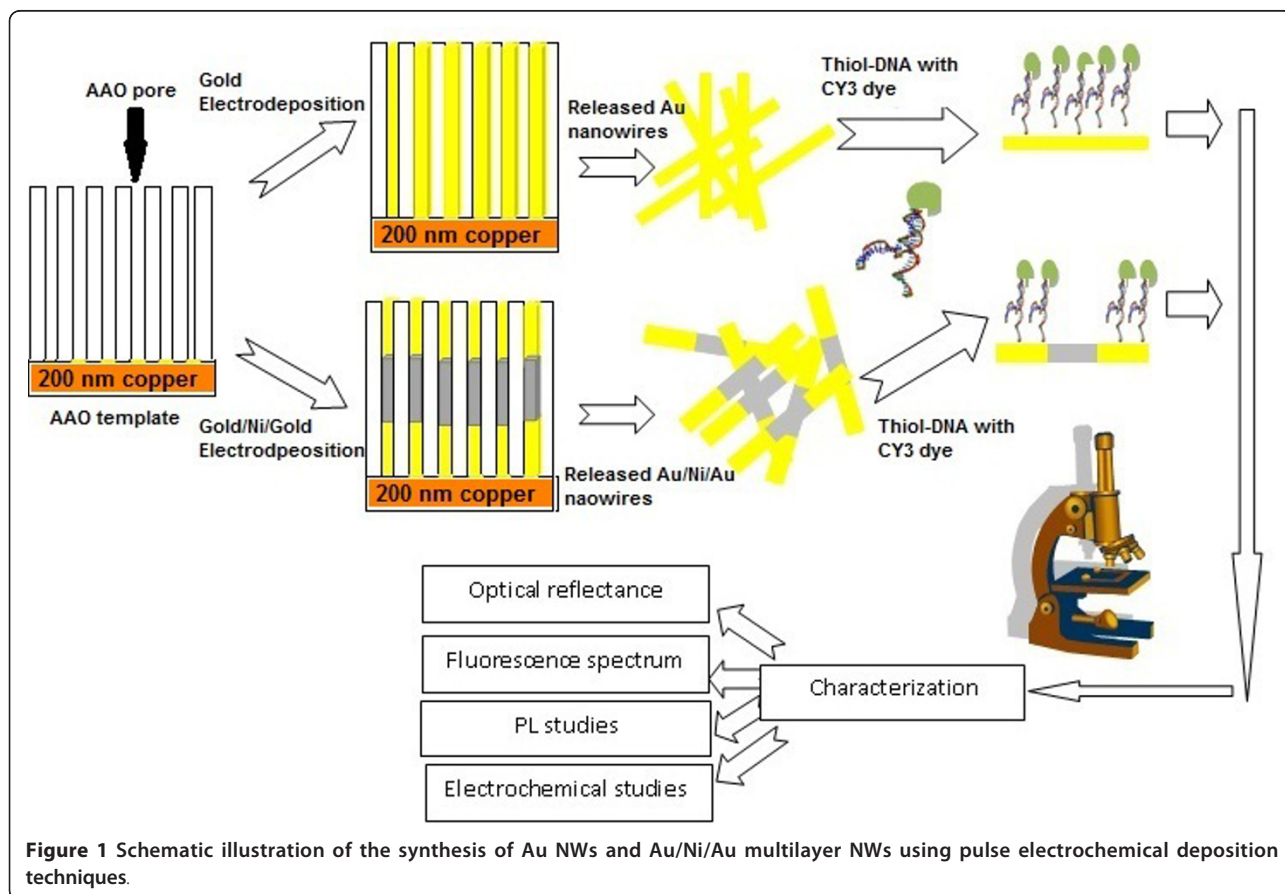 AAO pore
Gold
Electrodeposition
Released Au
nanowires
Thiol-DNA with
CY3 dye
200 nm copper
200 nm copper
AAO template
Gold/Ni/Gold
Electrdpeosition
200 nm copper
Released Au/Ni/Au
naowires
Thiol-DNA with
CY3 dye
Optical reflectance
Fluorescence spectrum
PL studies
Electrochemical studies
Characterization
Figure 1 Schematic illustration of the synthesis of Au NWs and Au/Ni/Au multilayer NWs using pulse electrochemical deposition
techniques.